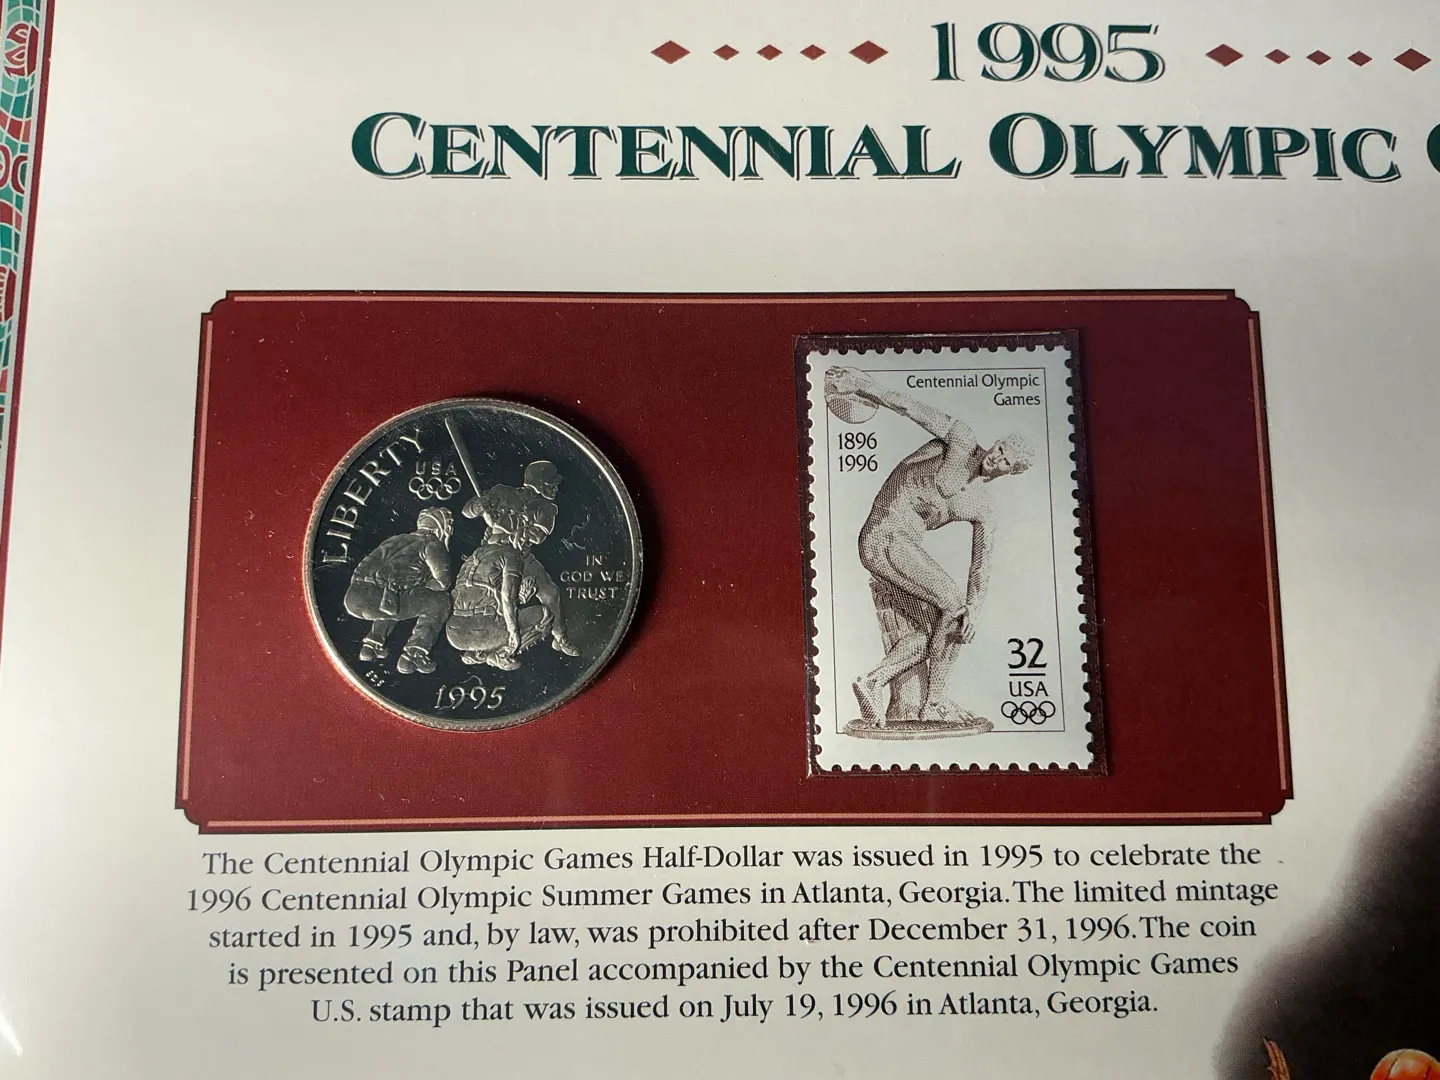 1995
CENTENNIAL OLYMPIC
LIBERTY
USA
IN
GOD WE
TRUST
1995
Centennial Olympic
Games
1896
1996
32
USA
The Centennial Olympic Games Half-Dollar was issued in 1995 to celebrate the
1996 Centennial Olympic Summer Games in Atlanta, Georgia. The limited mintage
started in 1995 and, by law, was prohibited after December 31, 1996. The coin
is presented on this Panel accompanied by the Centennial Olympic Games
U.S. stamp that was issued on July 19, 1996 in Atlanta, Georgia.